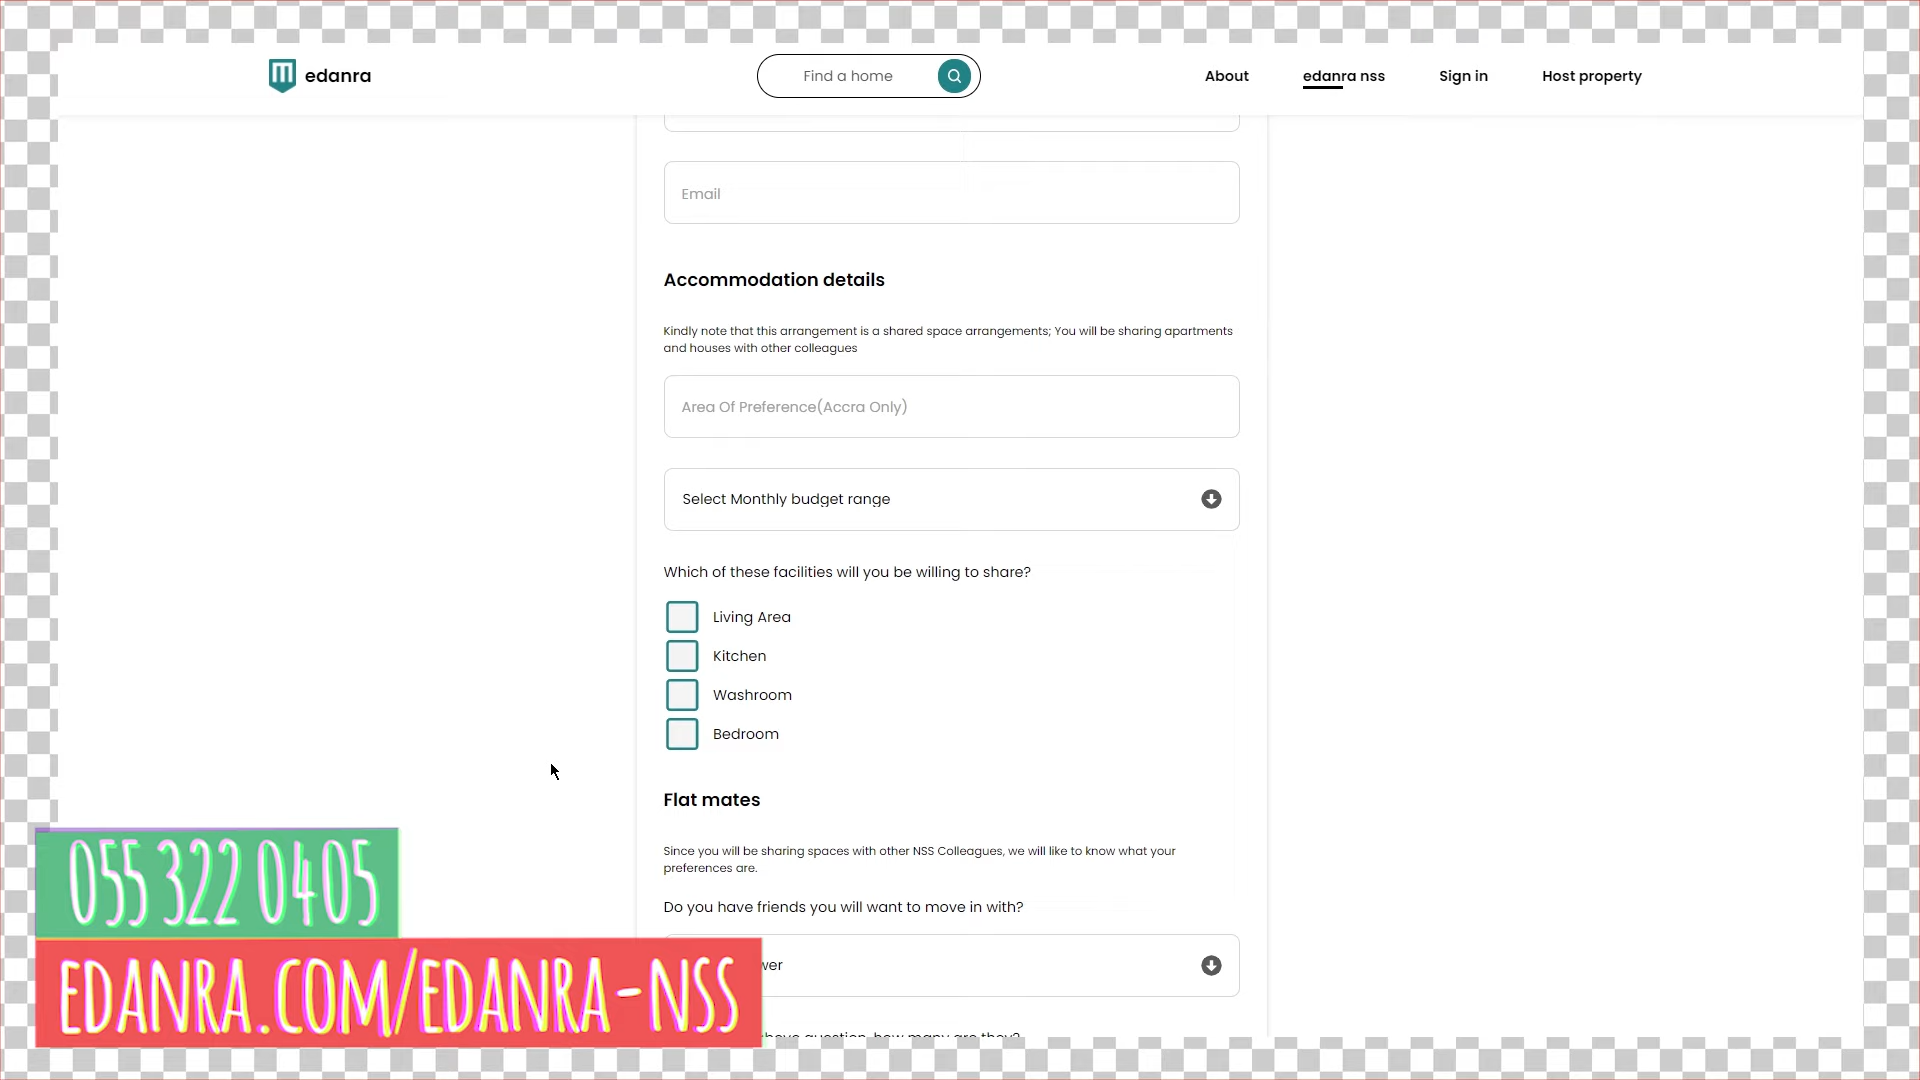 edanra
Find a home
About
edanra nss
Sign in
Host property
Email
Accommodation details
Kindly note that this arrangement is a shared space arrangements; You will be sharing apartments
and houses with other colleagues
Area Of Preference(Accra Only)
Select Monthly budget range
Which of these facilities will you be willing to share?
Living Area
Kitchen
Washroom
Bedroom
Flat mates
Since you will be sharing spaces with other NSS Colleagues, we will like to know what your
preferences are.
Do you have friends you will want to move in with?
055 322 0405
EDANRA.COM/EDANRA-NSS
question, how many are they?